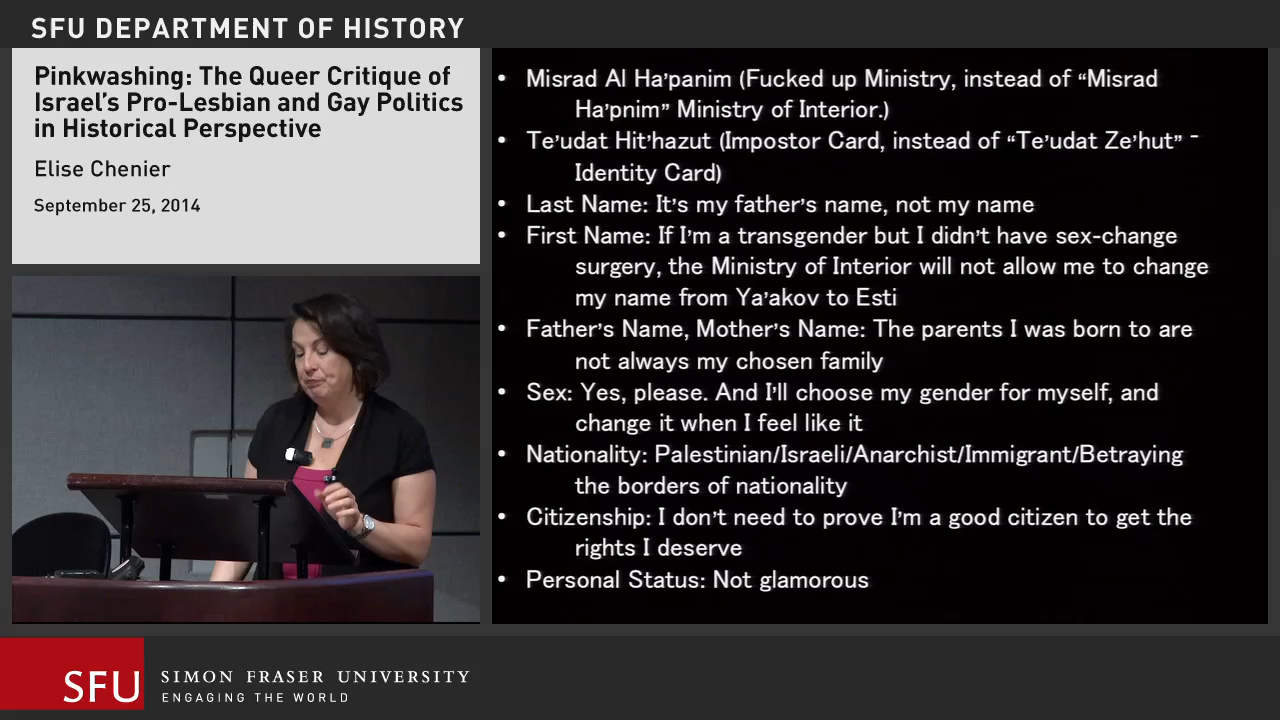 SFU DEPARTMENT OF HISTORY
Pinkwashing: The Queer Critique of
Israel's Pro-Lesbian and Gay Politics
in Historical Perspective
Elise Chenier
September 25, 2014
• Misrad Al Ha'panim (Fucked up Ministry, instead of “Misrad
Ha'pnim” Ministry of Interior.)
• Te'udat Hit'hazut (Impostor Card, instead of “Te'udat Ze'hut” -
Identity Card)
• Last Name: It's my father's name, not my name
• First Name: If I'm a transgender but I didn't have sex-change
surgery, the Ministry of Interior will not allow me to change
my name from Ya'akov to Esti
• Father's Name, Mother's Name: The parents I was born to are
not always my chosen family
• Sex: Yes, please. And I'll choose my gender for myself, and
change it when I feel like it
• Nationality: Palestinian/Israeli/Anarchist/Immigrant/Betraying
the borders of nationality
• Citizenship: I don't need to prove I'm a good citizen to get the
rights I deserve
• Personal Status: Not glamorous
SFU
SIMON FRASER UNIVERSITY
ENGAGING THE WORLD